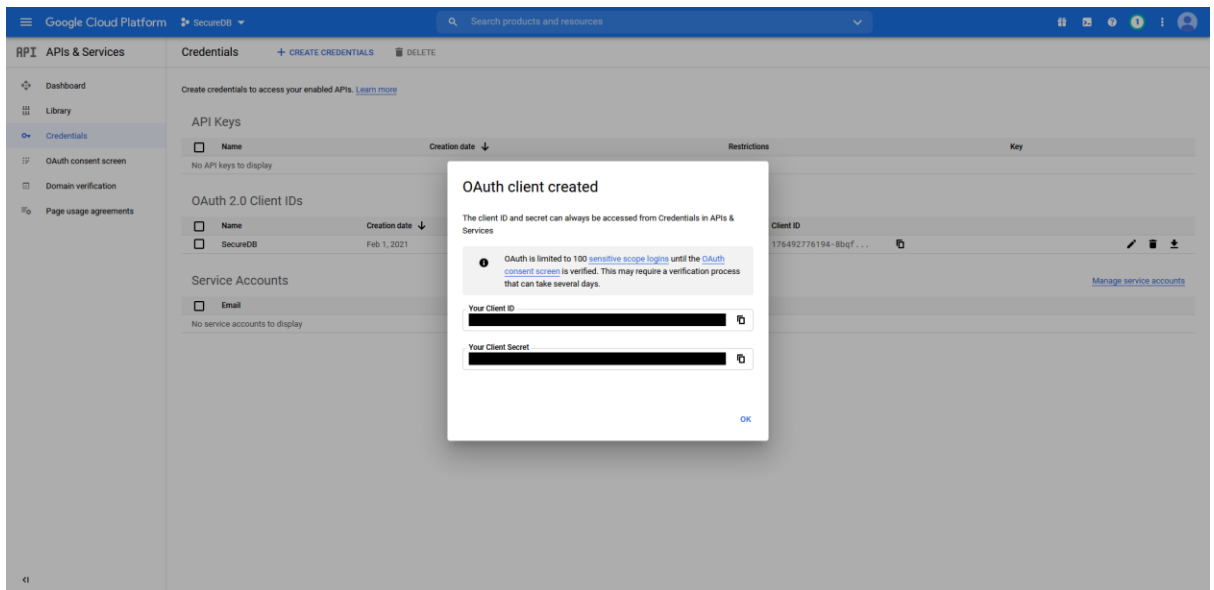 Google Cloud Platform SecureDB Search products and resources 1
API APIs & Services Credentials + CREATE CREDENTIALS DELETE
Dashboard
Library
Credentials
OAuth consent screen
Domain verification
Page usage agreements
Create credentials to access your enabled APIs. Learn more
API Keys
Name Creation date Restrictions Key
No API keys to display
OAuth 2.0 Client IDs
Name Creation date Client ID
SecureDB Feb 1, 2021 176492776194-8bqf...
Service Accounts Manage service accounts
Email
No service accounts to display
OAuth client created
The client ID and secret can always be accessed from Credentials in APIs &
Services
OAuth is limited to 100 sensitive scope logins until the OAuth
consent screen is verified. This may require a verification process
that can take several days.
Your Client ID
Your Client Secret
OK